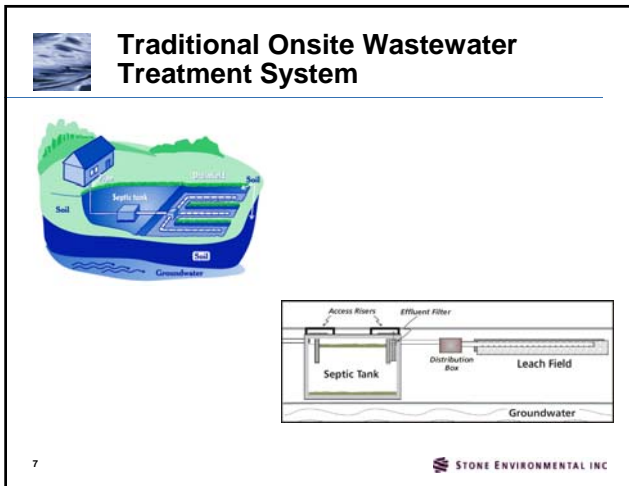 Traditional Onsite Wastewater
Treatment System
Drainfield
Soil
Septic tank
Soil
Soil
Groundwater
Access Risers
Effluent Filter
Distribution
Box
Leach Field
Septic Tank
Groundwater
7
STONE ENVIRONMENTAL INC